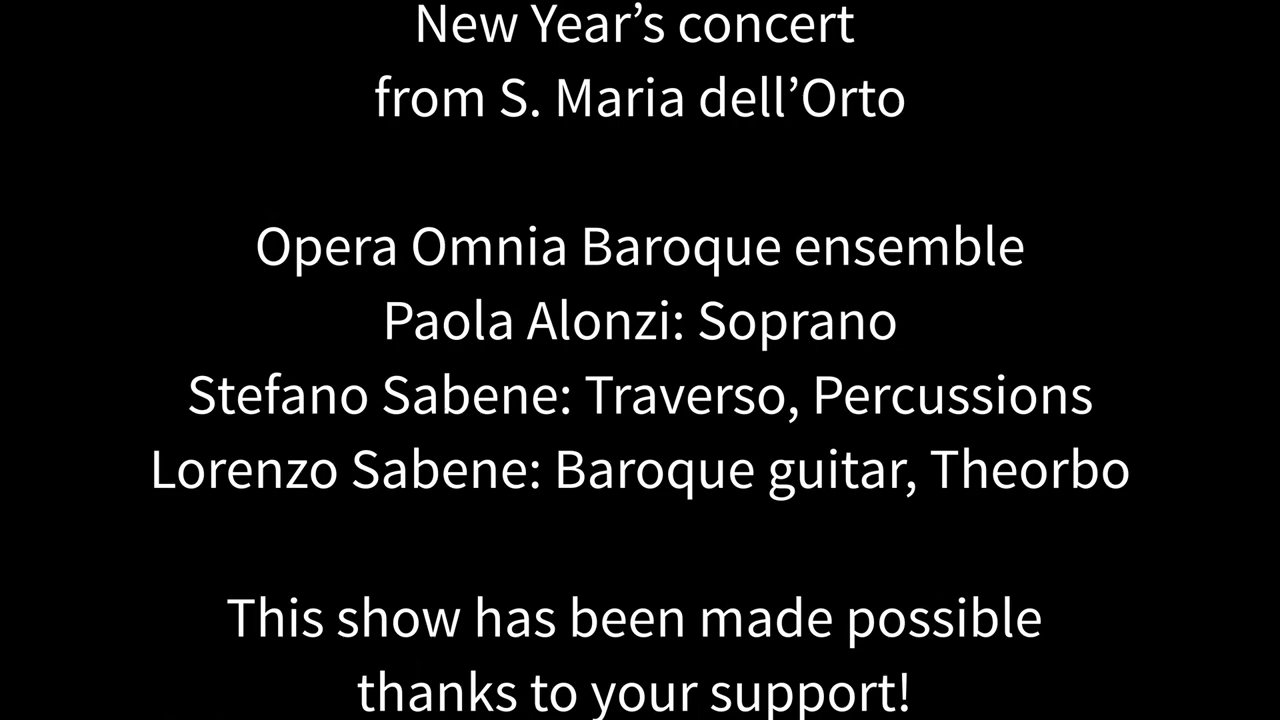 New Year’s concert
from S. Maria dell’Orto
Opera Omnia Baroque ensemble
Paola Alonzi: Soprano
Stefano Sabene: Traverso, Percussions
Lorenzo Sabene: Baroque guitar, Theorbo
This show has been made possible
thanks to your support!